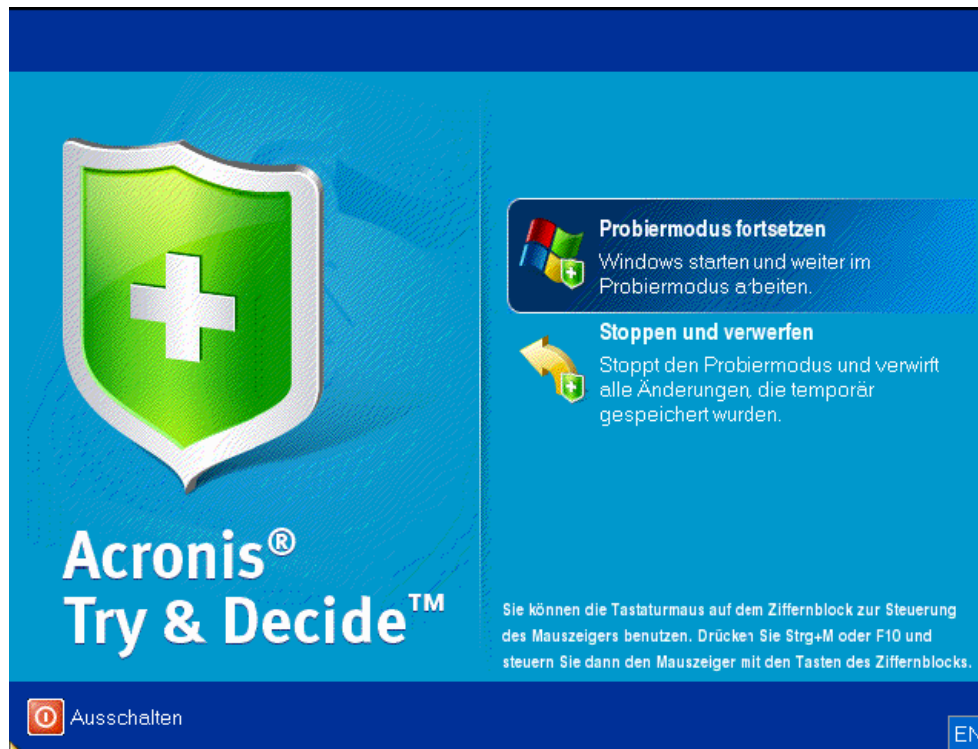 Probiermodus fortsetzen
Windows starten und weiter im
Probiermodus arbeiten.
Stoppen und verwerfen
Stoppt den Probiermodus und verwirft
alle Änderungen, die temporär
gespeichert wurden.
Acronis®
Try & Decide™
Sie können die Tastaturmaus auf dem Ziffernblock zur Steuerung
des Mauszeigers benutzen. Drücken Sie Strg+M oder F10 und
steuern Sie dann den Mauszeiger mit den Tasten des Ziffernblocks.
Ausschalten
EN